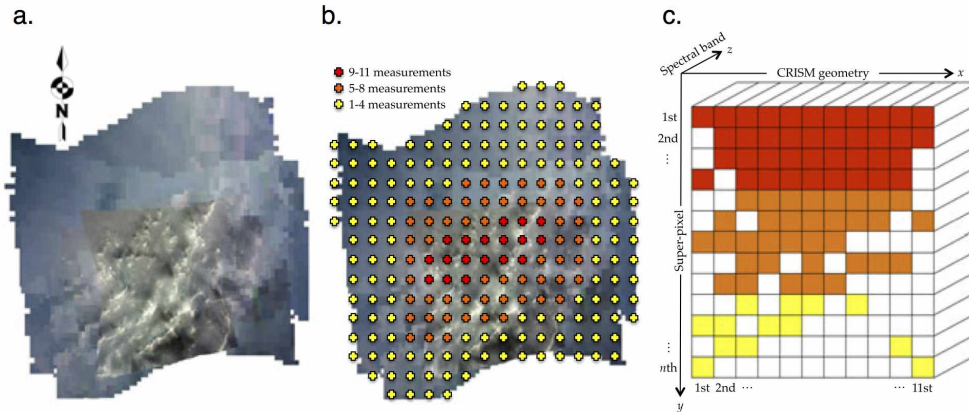 a.
N
b.
9-11 measurements
5-8 measurements
1-4 measurements
c.
Spectral band
z
CRISM geometry
x
1st
2nd
...
Super-pixel
...
nth
1st 2nd ... ... 11st
y